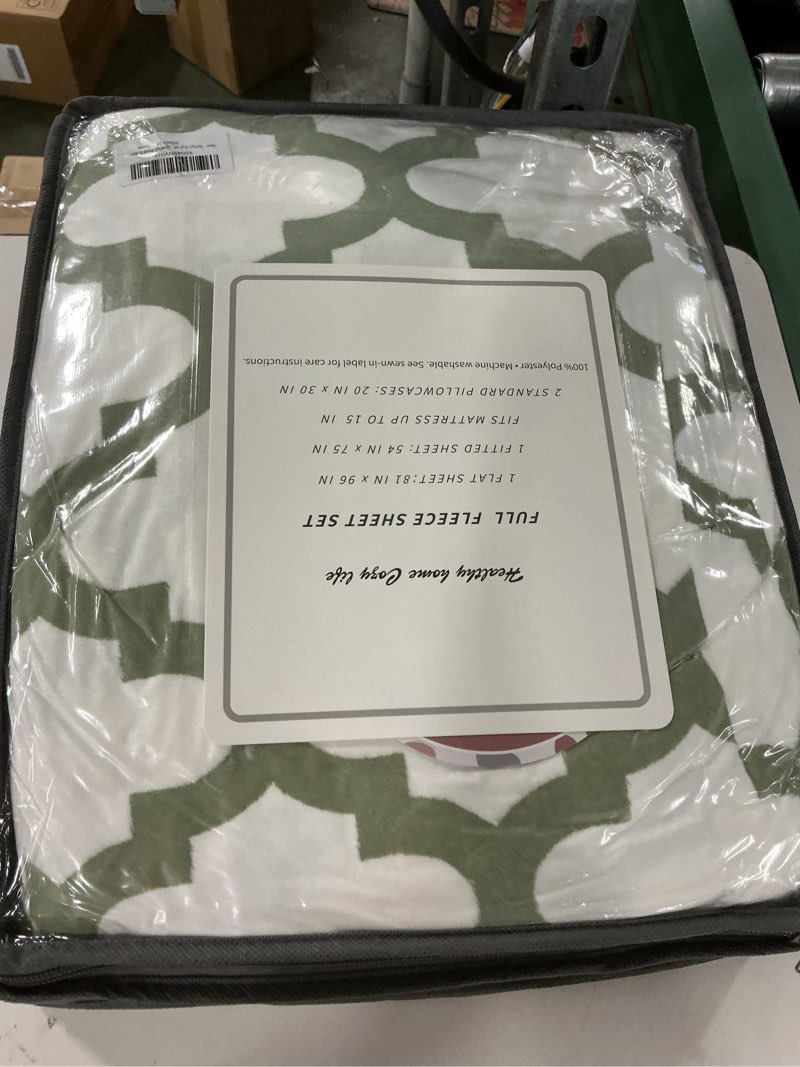 Healthy home Cozy life
FULL FLEECE SHEET SET
1 FLAT SHEET:81 IN x 96 IN
1 FITTED SHEET: 54 IN x 75 IN
FITS MATTRESS UP TO 15 IN
2 STANDARD PILLOWCASES: 20 IN x 30 IN
100% Polyester • Machine washable. See sewn-in label for care instructions.